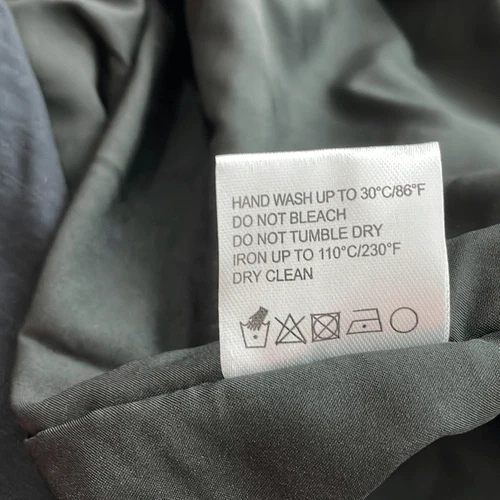 HAND WASH UP TO 30°C/86°F
DO NOT BLEACH
DO NOT TUMBLE DRY
IRON UP TO 110°C/230°F
DRY CLEAN